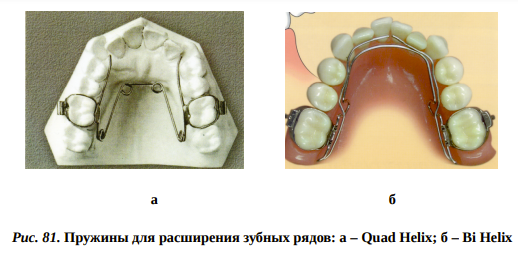 а
б
Рис. 81. Пружины для расширения зубных рядов: а – Quad Helix; б – Bi Helix